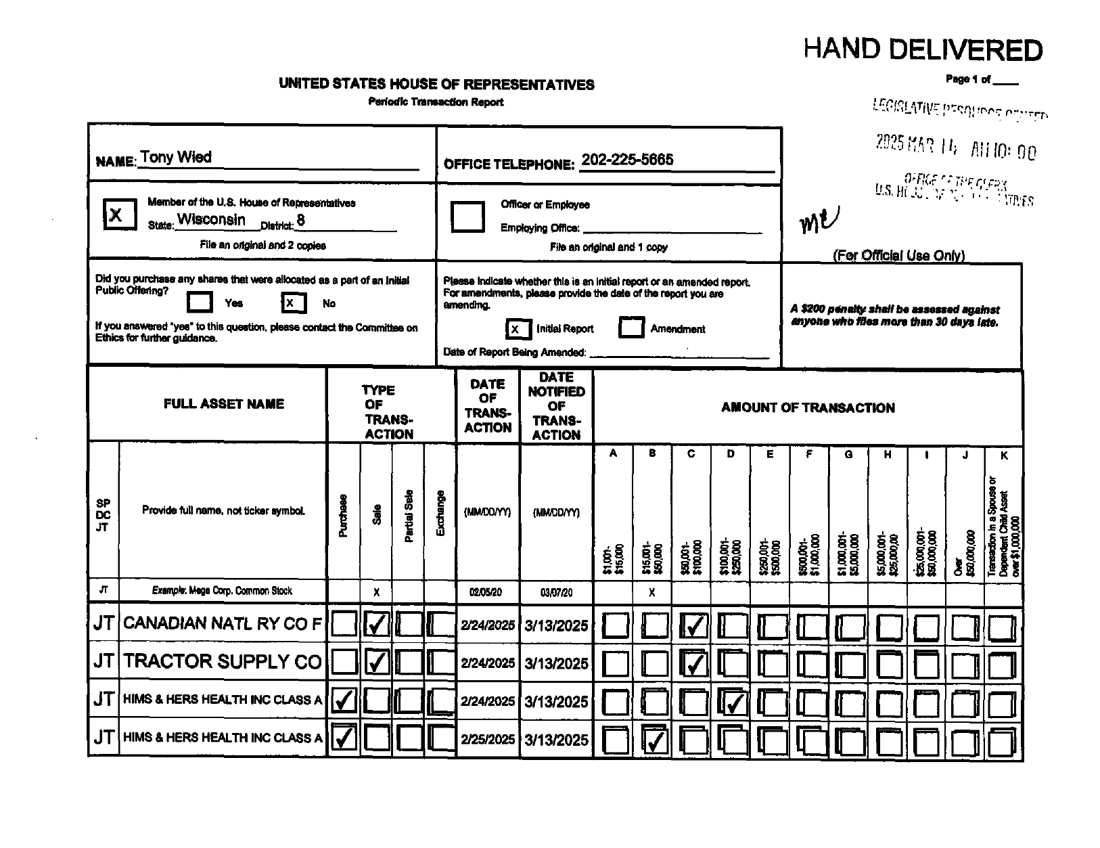 HAND DELIVERED
UNITED STATES HOUSE OF REPRESENTATIVES
Page 1 of
Periodic Transaction Report
LEGISLATIVE RESOURCE CENTER
2025 MAR 14 AM 10: 00
OFFICE OF THE CLERK
U.S.
NAME: Tony Wied
OFFICE TELEPHONE: 202-225-5665
X
Member of the U.S. House of Representatives
State: Wisconsin District: 8
File an original and 2 copies
Officer or Employee
Employing Office:
File an original and 1 copy
(For Official Use Only)
Did you purchase any shares that were allocated as a part of an Initial
Public Offering?
Yes X No
If you answered "yes" to this question, please contact the Committee on
Ethics for further guidance.
Please indicate whether this is an initial report or an amended report.
For amendments, please provide the date of the report you are
amending.
X Initial Report Amendment
Date of Report Being Amended:
A $200 penalty shall be assessed against
anyone who files more than 30 days late.
FULL ASSET NAME
TYPE
OF
TRANS-
ACTION
DATE
OF
TRANS-
ACTION
DATE
NOTIFIED
OF
TRANS-
ACTION
AMOUNT OF TRANSACTION
SP
DC
JT
Provide full name, not ticker symbol.
Purchase
Sale
Partial Sale
Exchange
(MM/DD/YY)
(MM/DD/YY)
A
$1,001-
$15,000
B
$15,001-
$50,000
C
$50,001-
$100,000
D
$100,001-
$250,000
E
$250,001-
$500,000
F
$500,001-
$1,000,000
G
$1,000,001-
$5,000,000
H
$5,000,001-
$25,000,00
I
$25,000,001-
$50,000,000
J
Over
$50,000,000
K
Transaction in a Spouse or
Dependent Child Asset
over $1,000,000
JT Example: Mega Corp. Common Stock X 02/05/20 03/07/20 X
JT CANADIAN NATL RY CO F ✓ 2/24/2025 3/13/2025 ✓
JT TRACTOR SUPPLY CO ✓ 2/24/2025 3/13/2025 ✓
JT HIMS & HERS HEALTH INC CLASS A ✓ 2/24/2025 3/13/2025 ✓
JT HIMS & HERS HEALTH INC CLASS A ✓ 2/25/2025 3/13/2025 ✓